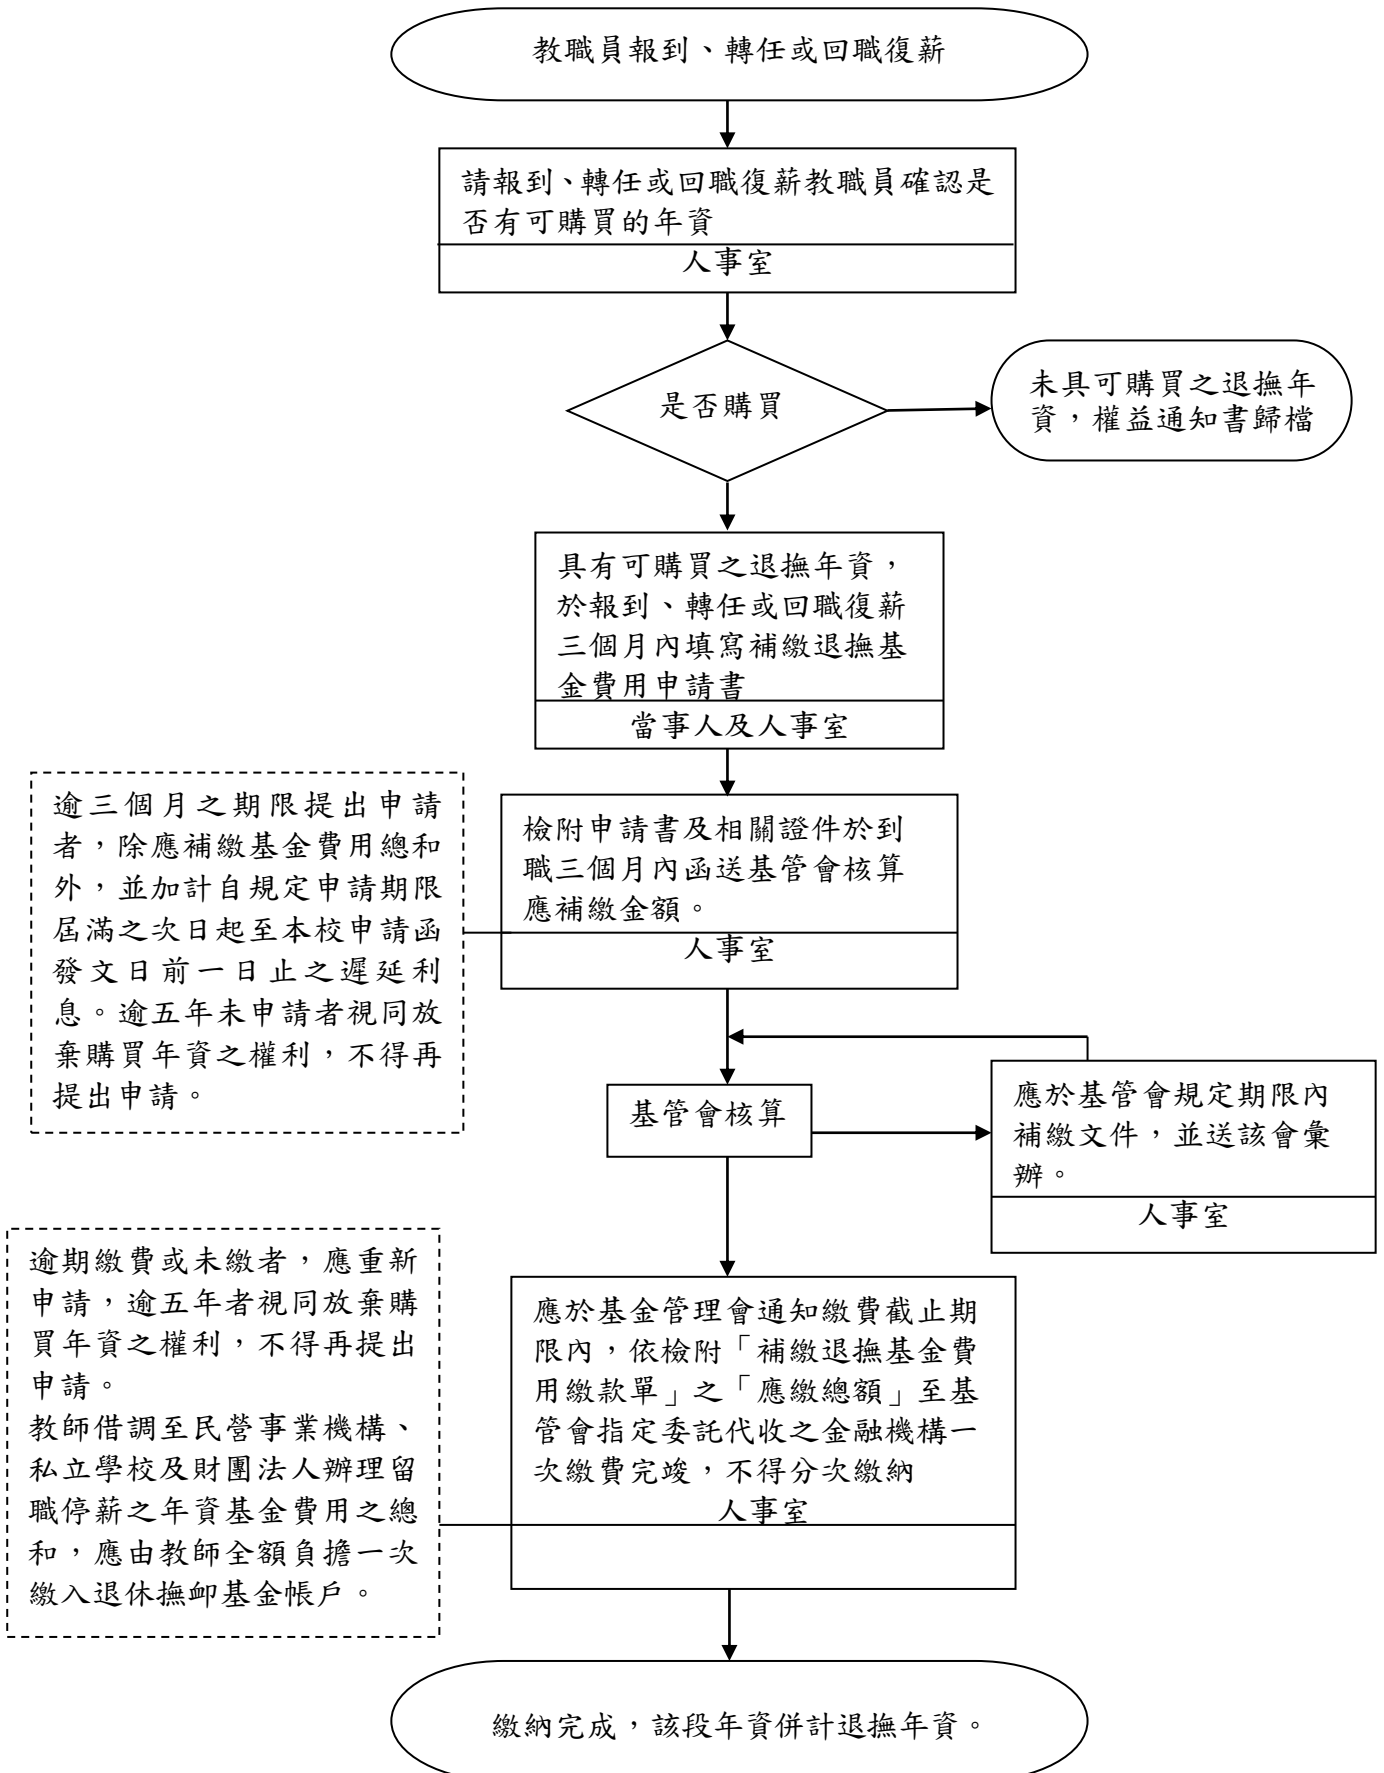 教職員報到、轉任或回職復薪
請報到、轉任或回職復薪教職員確認是
否有可購買的年資
人事室
是否購買
未具可購買之退撫年
資，權益通知書歸檔
具有可購買之退撫年資，
於報到、轉任或回職復薪
三個月內填寫補繳退撫基
金費用申請書
當事人及人事室
逾三個月之期限提出申請
者，除應補繳基金費用總和
外，並加計自規定申請期限
屆滿之次日起至本校申請函
發文日前一日止之遲延利
息。逾五年未申請者視同放
棄購買年資之權利，不得再
提出申請。
檢附申請書及相關證件於到
職三個月內函送基管會核算
應補繳金額。
人事室
基管會核算
應於基管會規定期限內
補繳文件，並送該會彙
辦。
人事室
逾期繳費或未繳者，應重新
申請，逾五年者視同放棄購
買年資之權利，不得再提出
申請。
教師借調至民營事業機構、
私立學校及財團法人辦理留
職停薪之年資基金費用之總
和，應由教師全額負擔一次
繳入退休撫卹基金帳戶。
應於基金管理會通知繳費截止期
限內，依檢附「補繳退撫基金費
用繳款單」之「應繳總額」至基
管會指定委託代收之金融機構一
次繳費完竣，不得分次繳納
人事室
繳納完成，該段年資併計退撫年資。